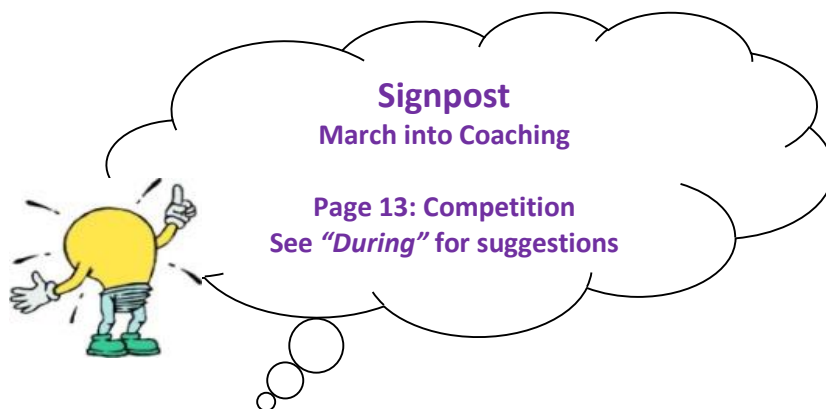 Signpost
March into Coaching
Page 13: Competition
See “During” for suggestions